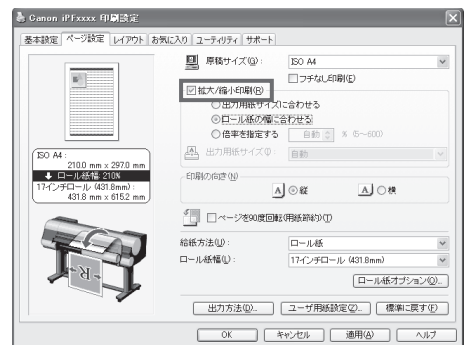 Canon iPFxxxx 印刷設定
基本設定 ページ設定 レイアウト お気に入り ユーティリティ サポート
原稿サイズ(G): ISO A4
フチなし印刷(F)
拡大/縮小印刷(R)
出力用紙サイズに合わせる
ロール紙の幅に合わせる
倍率を指定する 自動 % (5~600)
出力用紙サイズ(I): 自動
ISO A4 :
210.0 mm x 297.0 mm
ロール紙幅: 210%
17インチロール (431.8mm) :
431.8 mm x 615.2 mm
印刷の向き(N)
A 縦 A 横
ページを90度回転(用紙節約)(T)
給紙方法(U): ロール紙
ロール紙幅(L): 17インチロール (431.8mm)
R
ロール紙オプション(O)...
出力方法(D)... ユーザ用紙設定(Z)... 標準に戻す(E)
OK キャンセル 適用(A) ヘルプ